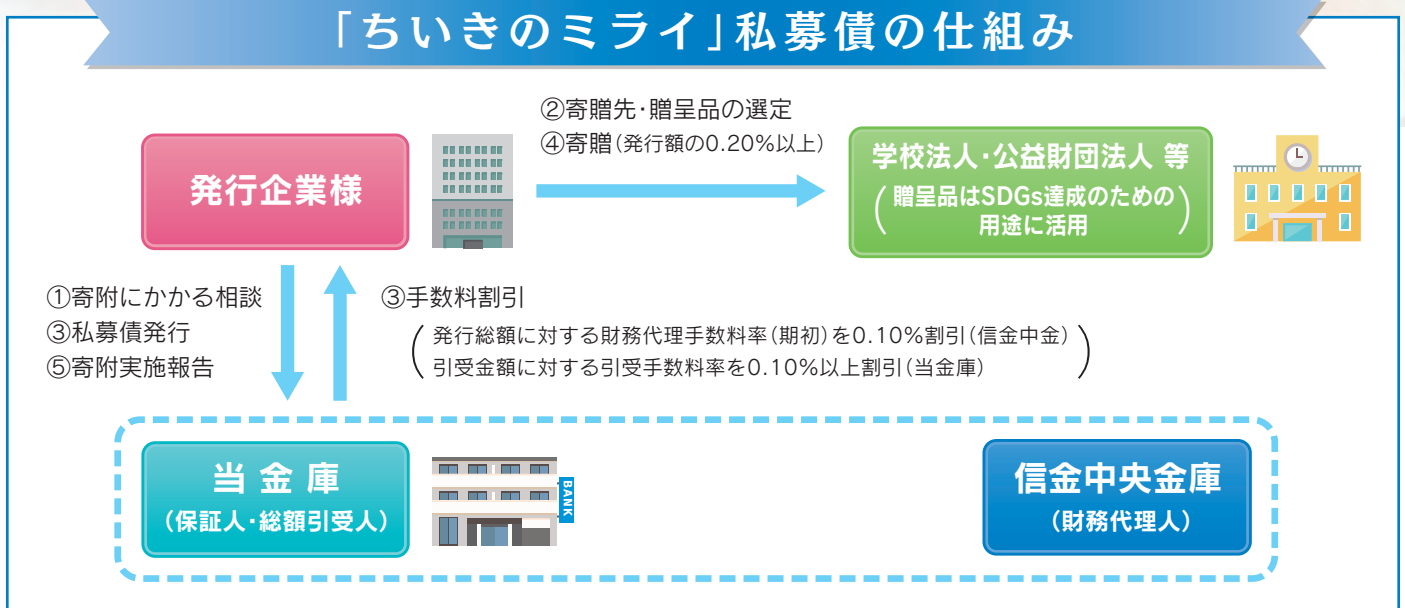 「ちいきのミライ」私募債の仕組み
②寄贈先・贈呈品の選定
④寄贈(発行額の0.20%以上)
発行企業様
学校法人・公益財団法人 等
(贈呈品はSDGs達成のための
用途に活用)
①寄附にかかる相談
③私募債発行
⑤寄附実施報告
③手数料割引
(発行総額に対する財務代理手数料率(期初)を0.10%割引(信金中金)
引受金額に対する引受手数料率を0.10%以上割引(当金庫))
当金庫
(保証人・総額引受人)
BANK
信金中央金庫
(財務代理人)